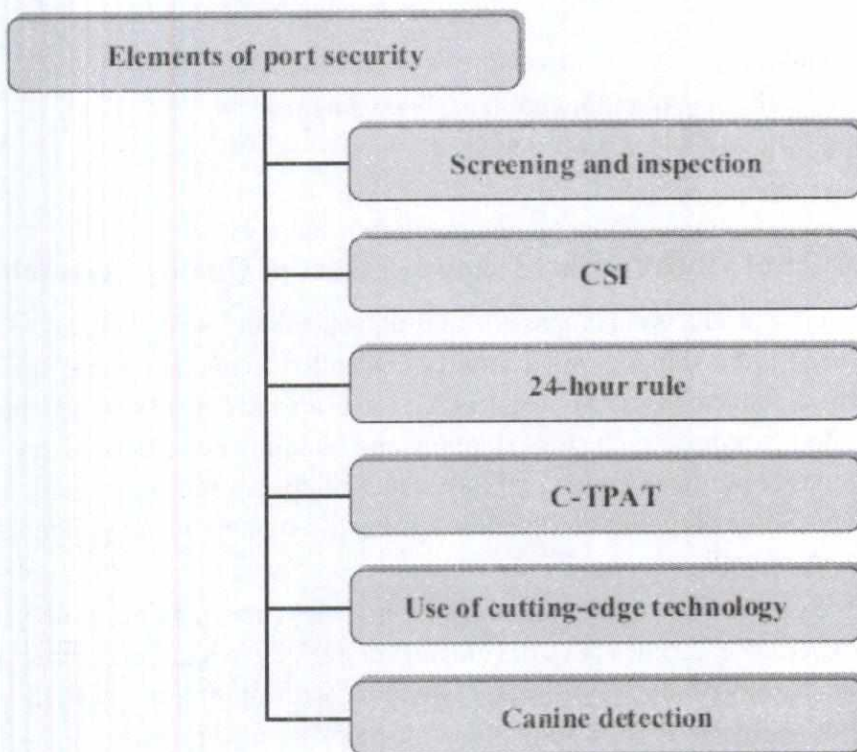 Elements of port security
Screening and inspection
CSI
24-hour rule
C-TPAT
Use of cutting-edge technology
Canine detection